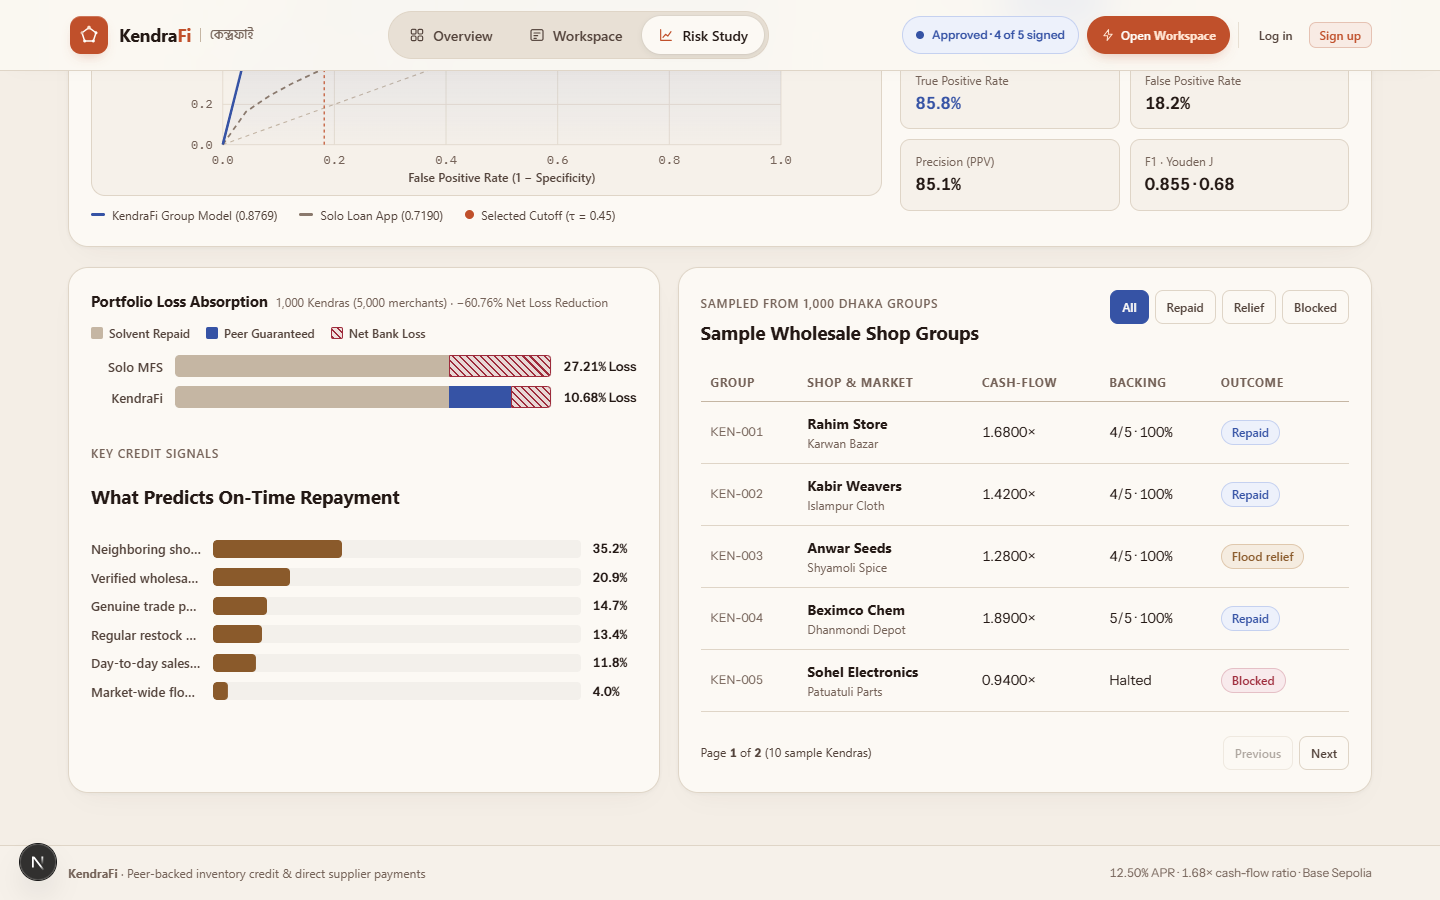 KendraFi | কেন্দ্রফাই
Overview
Workspace
Risk Study
Approved · 4 of 5 signed
Open Workspace
Log in
Sign up
0.2
0.0
0.0 0.2 0.4 0.6 0.8 1.0
False Positive Rate (1 – Specificity)
KendraFi Group Model (0.8769)
Solo Loan App (0.7190)
Selected Cutoff (τ = 0.45)
True Positive Rate
85.8%
False Positive Rate
18.2%
Precision (PPV)
85.1%
F1 · Youden J
0.855 · 0.68
Portfolio Loss Absorption 1,000 Kendras (5,000 merchants) · −60.76% Net Loss Reduction
Solvent Repaid
Peer Guaranteed
Net Bank Loss
Solo MFS 27.21% Loss
KendraFi 10.68% Loss
KEY CREDIT SIGNALS
What Predicts On-Time Repayment
Neighboring sho... 35.2%
Verified wholesa... 20.9%
Genuine trade p... 14.7%
Regular restock ... 13.4%
Day-to-day sales... 11.8%
Market-wide flo... 4.0%
SAMPLED FROM 1,000 DHAKA GROUPS
Sample Wholesale Shop Groups
All
Repaid
Relief
Blocked
GROUP SHOP & MARKET CASH-FLOW BACKING OUTCOME
KEN-001 Rahim Store 1.6800× 4/5 · 100% Repaid
Karwan Bazar
KEN-002 Kabir Weavers 1.4200× 4/5 · 100% Repaid
Islampur Cloth
KEN-003 Anwar Seeds 1.2800× 4/5 · 100% Flood relief
Shyamoli Spice
KEN-004 Beximco Chem 1.8900× 5/5 · 100% Repaid
Dhanmondi Depot
KEN-005 Sohel Electronics 0.9400× Halted Blocked
Patuatuli Parts
Page 1 of 2 (10 sample Kendras)
Previous
Next
N
KendraFi · Peer-backed inventory credit & direct supplier payments
12.50% APR · 1.68× cash-flow ratio · Base Sepolia